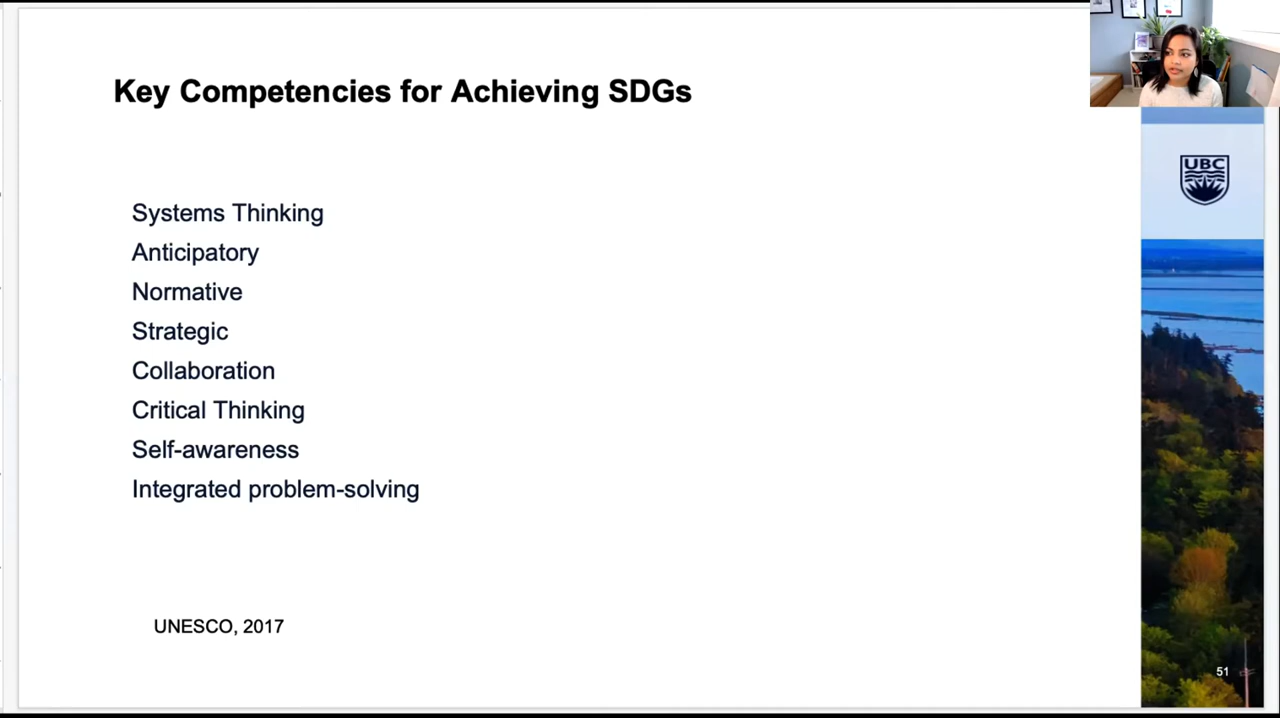 Key Competencies for Achieving SDGs
UBC
Systems Thinking
Anticipatory
Normative
Strategic
Collaboration
Critical Thinking
Self-awareness
Integrated problem-solving
UNESCO, 2017
51